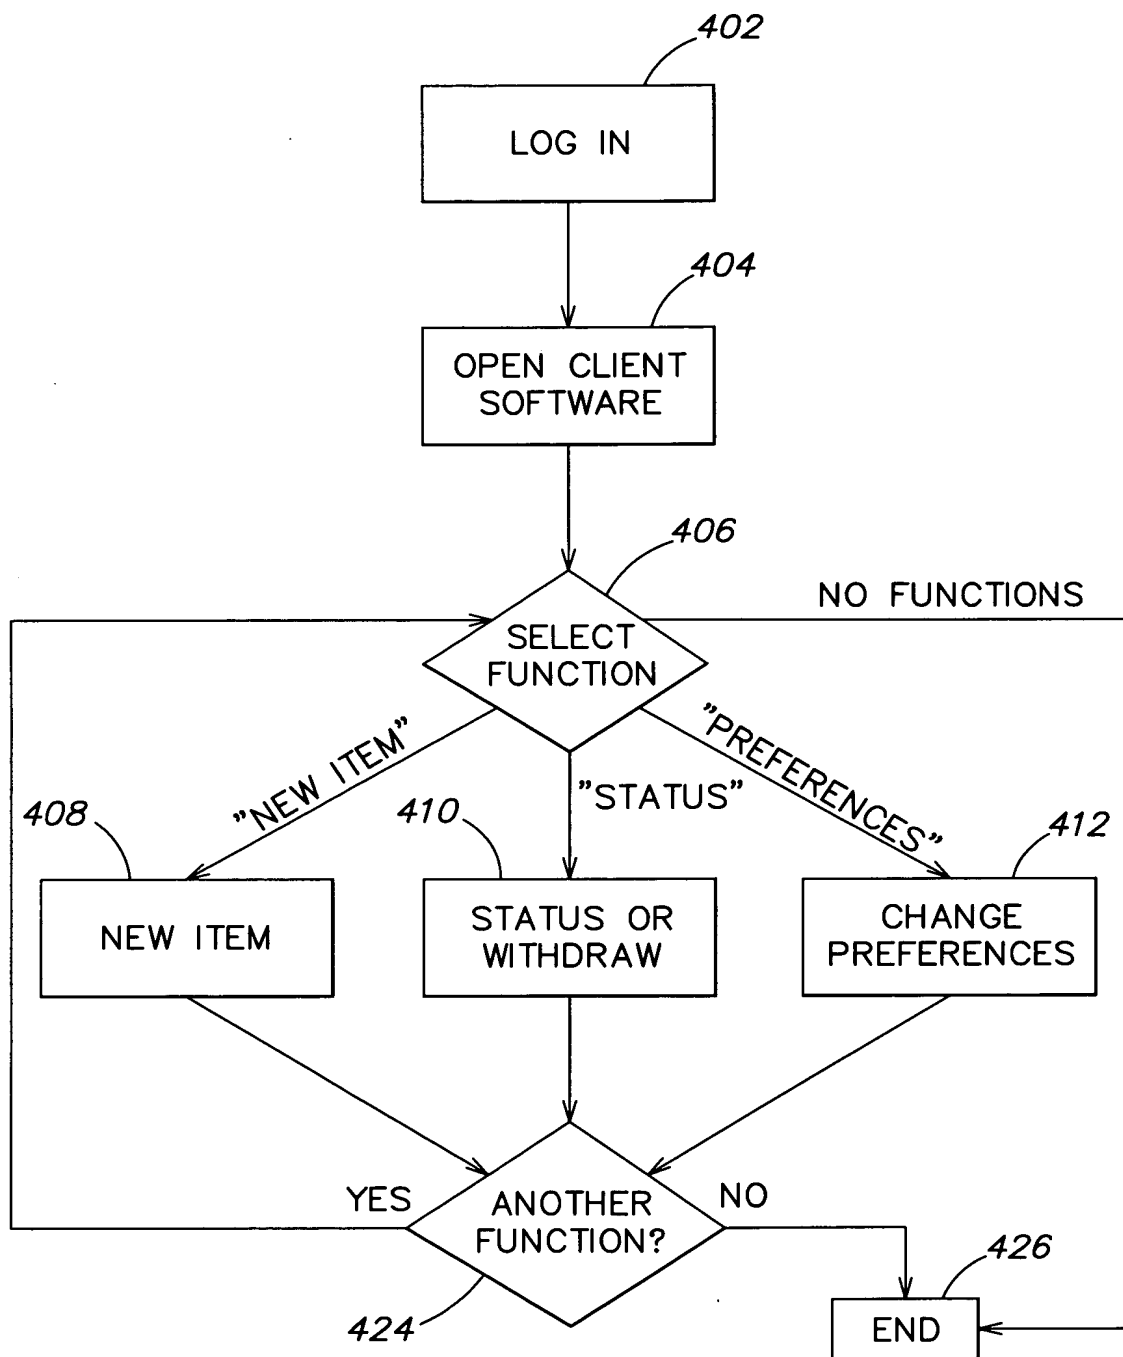 402
LOG IN
404
OPEN CLIENT
SOFTWARE
406
NO FUNCTIONS
SELECT
FUNCTION
"NEW ITEM"
"STATUS"
"PREFERENCES"
408
410
412
NEW ITEM
STATUS OR
WITHDRAW
CHANGE
PREFERENCES
YES
ANOTHER
FUNCTION?
NO
424
426
END